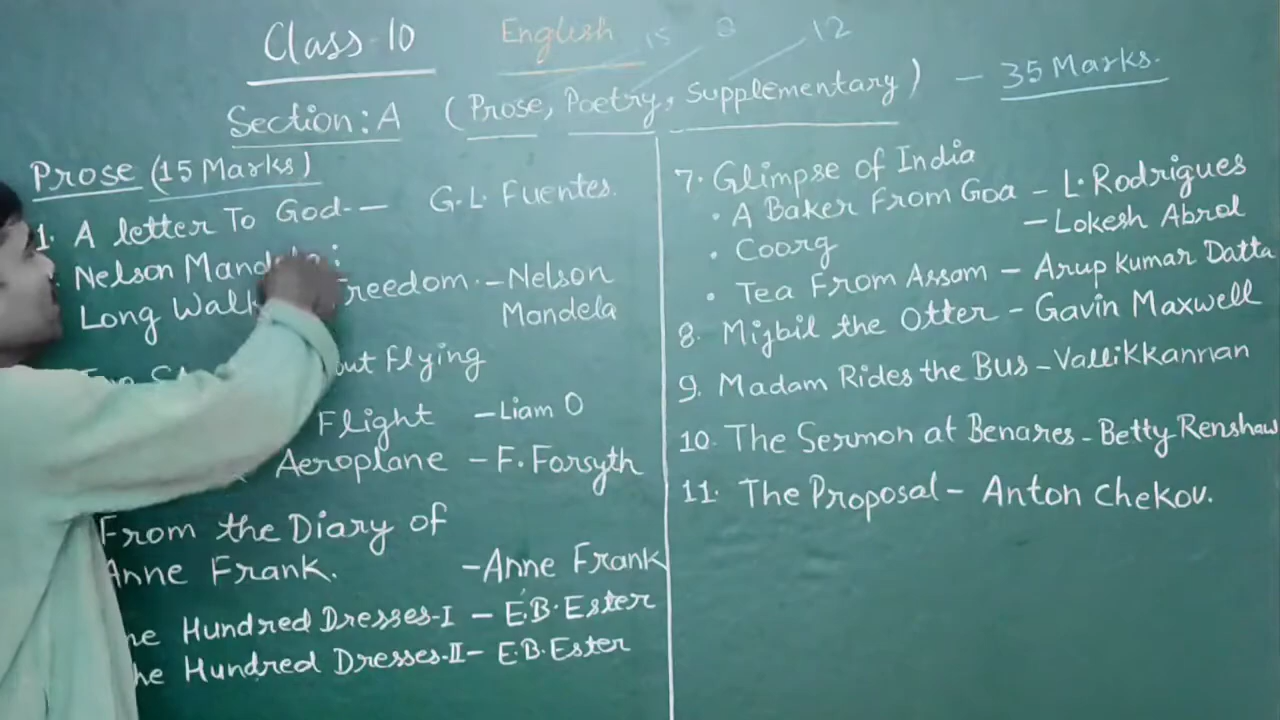 Class-10 English 15 8 12
Section: A (Prose, Poetry, Supplementary) - 35 Marks.
Prose (15 Marks)
1. A letter To God.- G.L. Fuentes.
Nelson Mandela:
Long Walk Freedom. - Nelson
Mandela
Flying
Flight - Liam O
Aeroplane - F. Forsyth
From the Diary of
Anne Frank. - Anne Frank
Hundred Dresses-I - E.B. Ester
Hundred Dresses-II - E.B. Ester
7. Glimpse of India
• A Baker From Goa - L. Rodrigues
• Coorg - Lokesh Abrol
• Tea From Assam - Arup kumar Datta
8. Mijbil the Otter - Gavin Maxwell
9. Madam Rides the Bus - Vallikkannan
10. The Sermon at Benares - Betty Renshaw
11. The Proposal - Anton Chekov.